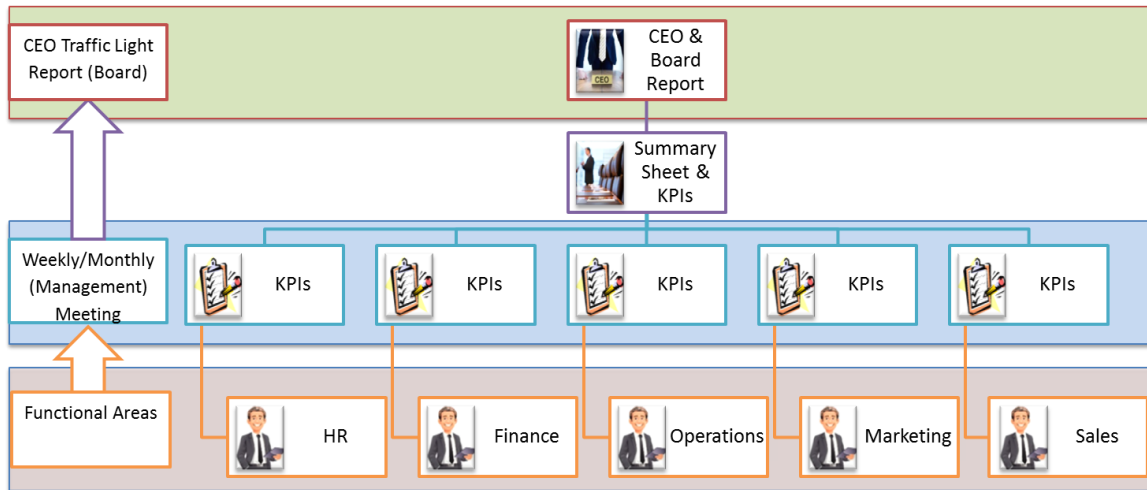 CEO Traffic Light
Report (Board)
CEO &
Board
Report
CEO
Summary
Sheet &
KPIs
Weekly/Monthly
(Management)
Meeting
KPIs
KPIs
KPIs
KPIs
KPIs
Functional Areas
HR
Finance
Operations
Marketing
Sales